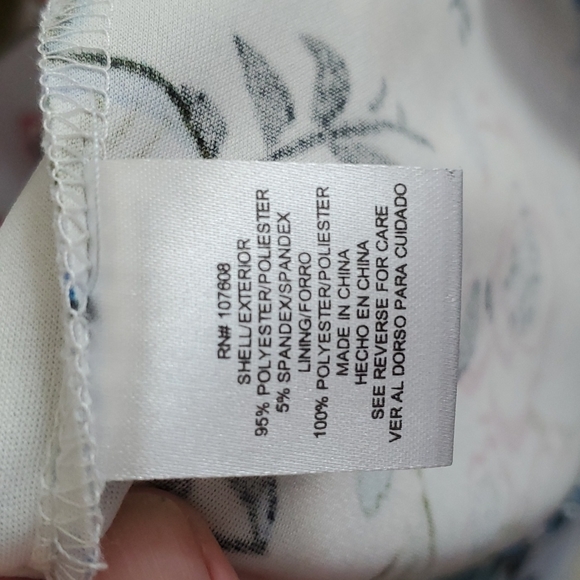 RN# 107608
SHELL/EXTERIOR
95% POLYESTER/POLIESTER
5% SPANDEX/SPANDEX
LINING/FORRO
100% POLYESTER/POLIESTER
MADE IN CHINA
HECHO EN CHINA
SEE REVERSE FOR CARE
VER AL DORSO PARA CUIDADO